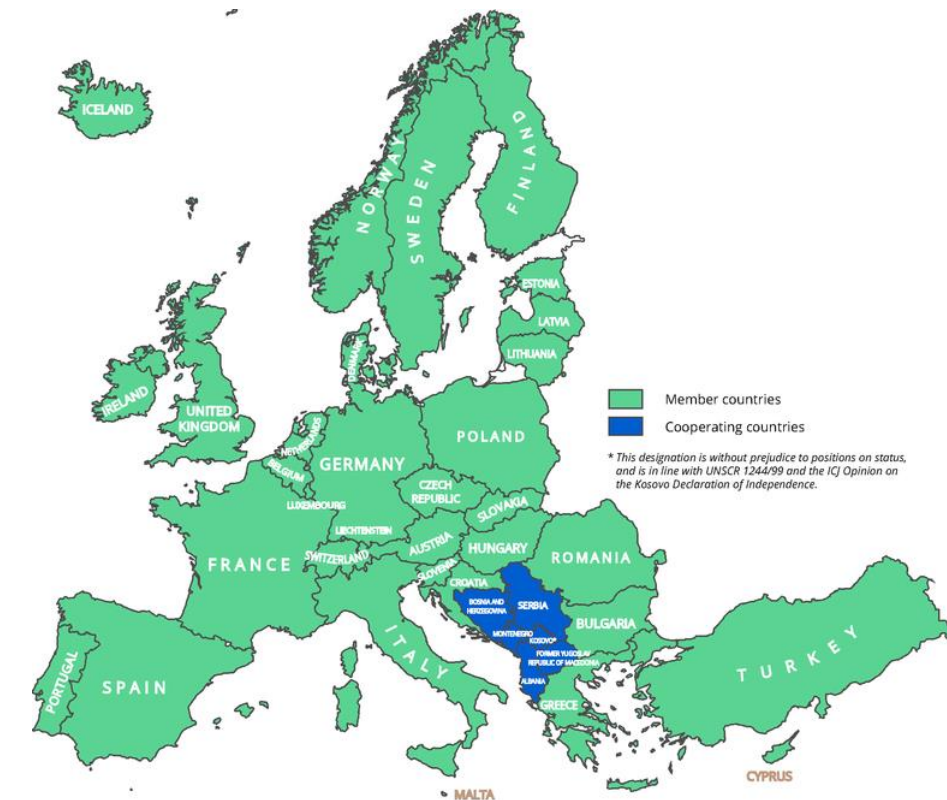 ICELAND
NORWAY
SWEDEN
FINLAND
ESTONIA
LATVIA
LITHUANIA
DENMARK
IRELAND
UNITED
KINGDOM
NETHERLANDS
BELGIUM
GERMANY
POLAND
LUXEMBOURG
CZECH
REPUBLIC
SLOVAKIA
LIECHTENSTEIN
FRANCE
SWITZERLAND
AUSTRIA
HUNGARY
ROMANIA
SLOVENIA
CROATIA
BOSNIA AND
HERZEGOVINA
SERBIA
BULGARIA
MONTENEGRO
KOSOVO*
FORMER YUGOSLAV
REPUBLIC OF MACEDONIA
ALBANIA
GREECE
ITALY
PORTUGAL
SPAIN
TURKEY
CYPRUS
MALTA
Member countries
Cooperating countries
* This designation is without prejudice to positions on status,
and is in line with UNSCR 1244/99 and the ICJ Opinion on
the Kosovo Declaration of Independence.